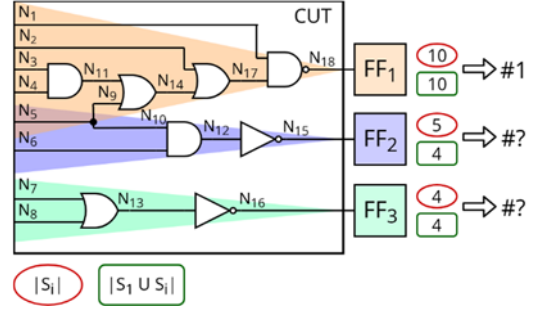 N1 CUT
N2
N3 N11 N17 N18 FF1 10 10 #1
N4 N9 N14
N5 N10 N12 N15 FF2 5 4 #?
N6
N7 N13 N16 FF3 4 4 #?
N8
|Si| |S1 U Si|